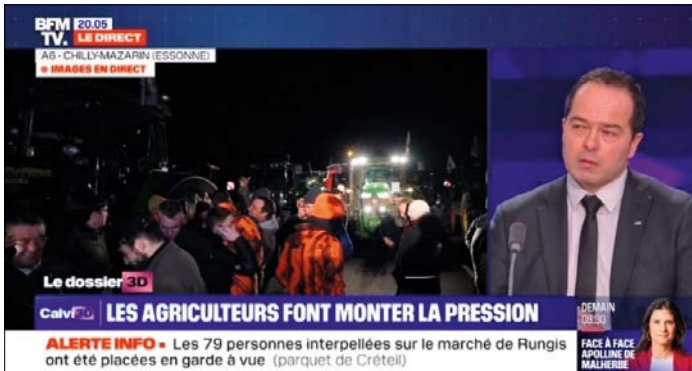 BFM
TV.
20.05
LE DIRECT
A6 - CHILLY-MAZARIN (ESSONNE)
IMAGES EN DIRECT
Le dossier 3D
Calvi 3D
LES AGRICULTEURS FONT MONTER LA PRESSION
ALERTE INFO Les 79 personnes interpellées sur le marché de Rungis
ont été placées en garde à vue (parquet de Créteil)
DEMAIN
08:30
FACE À FACE
APOLLINE DE
MALHERBE